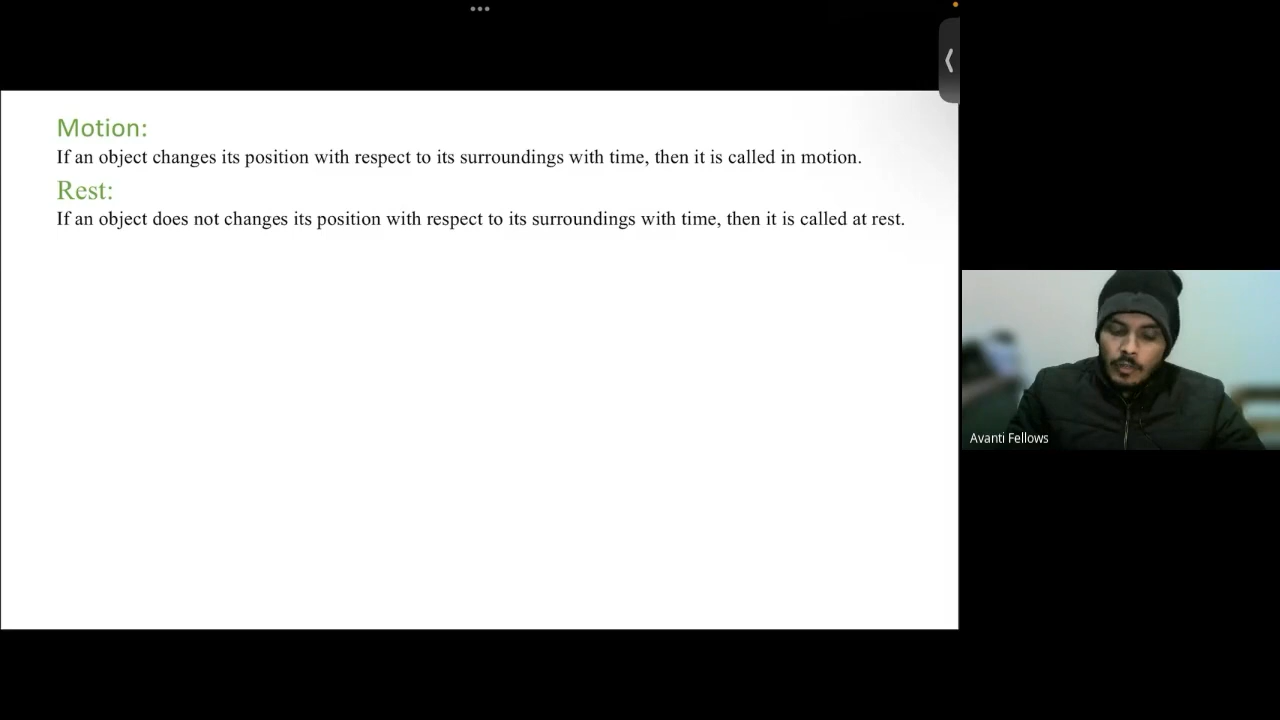 Motion:
If an object changes its position with respect to its surroundings with time, then it is called in motion.
Rest:
If an object does not changes its position with respect to its surroundings with time, then it is called at rest.
Avanti Fellows